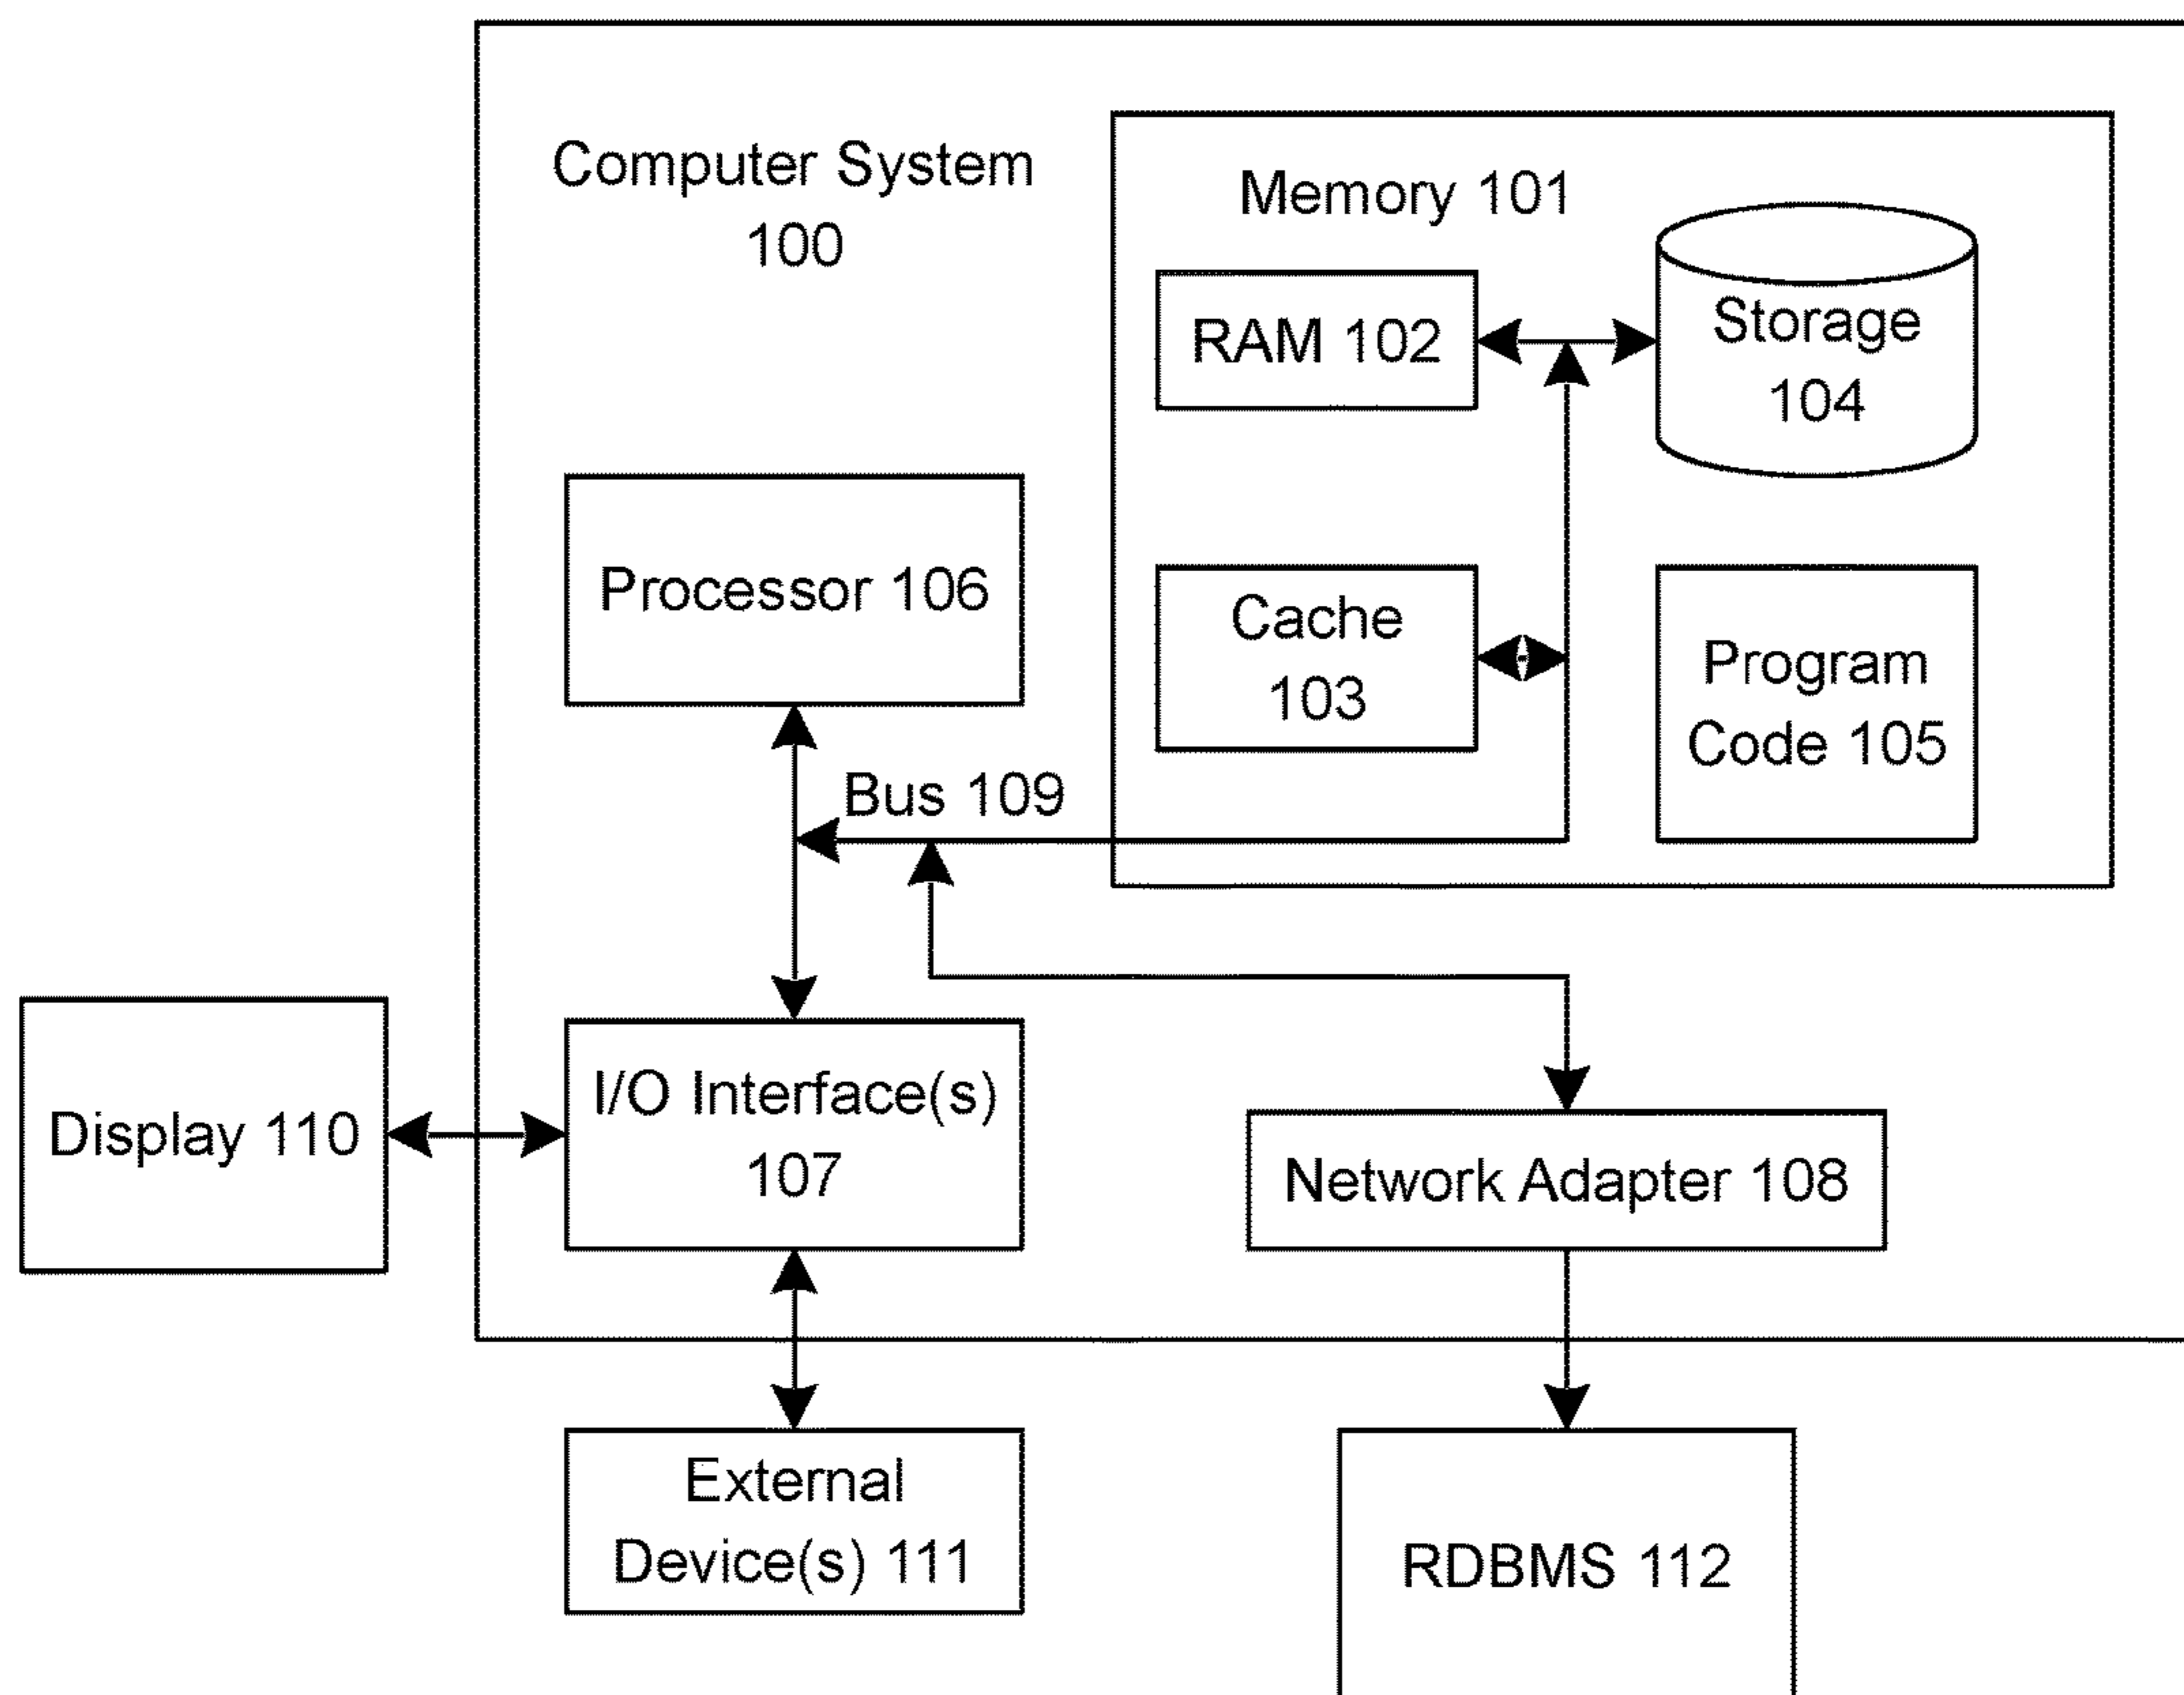 Computer System
100
Memory 101
RAM 102
Storage
104
Processor 106
Cache
103
Program
Code 105
Bus 109
Display 110
I/O Interface(s)
107
Network Adapter 108
External
Device(s) 111
RDBMS 112